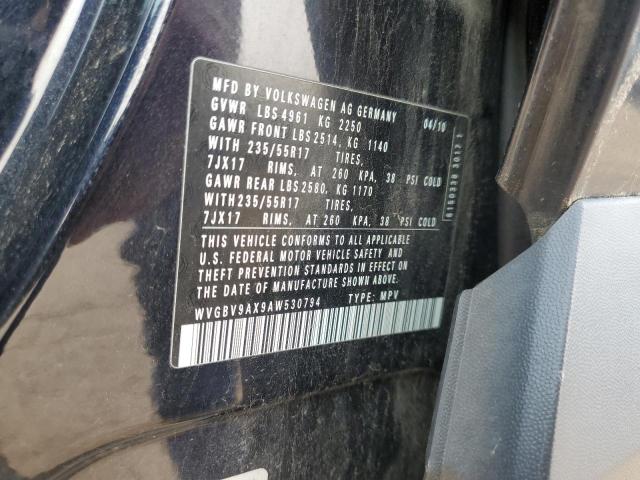 MFD BY VOLKSWAGEN AG GERMANY 04/10
GVWR LBS 4961 KG 2250
GAWR FRONT LBS 2514, KG 1140
WITH 235/55R17 TIRES,
7JX17 RIMS, AT 260 KPA, 38 PSI COLD
GAWR REAR LBS 2580, KG 1170
WITH 235/55R17 TIRES,
7JX17 RIMS, AT 260 KPA, 38 PSI COLD
THIS VEHICLE CONFORMS TO ALL APPLICABLE
U.S. FEDERAL MOTOR VEHICLE SAFETY AND
THEFT PREVENTION STANDARDS IN EFFECT ON
THE DATE OF MANUFACTURE SHOWN ABOVE.
WVGBV9AX9AW530794 TYPE: MPV